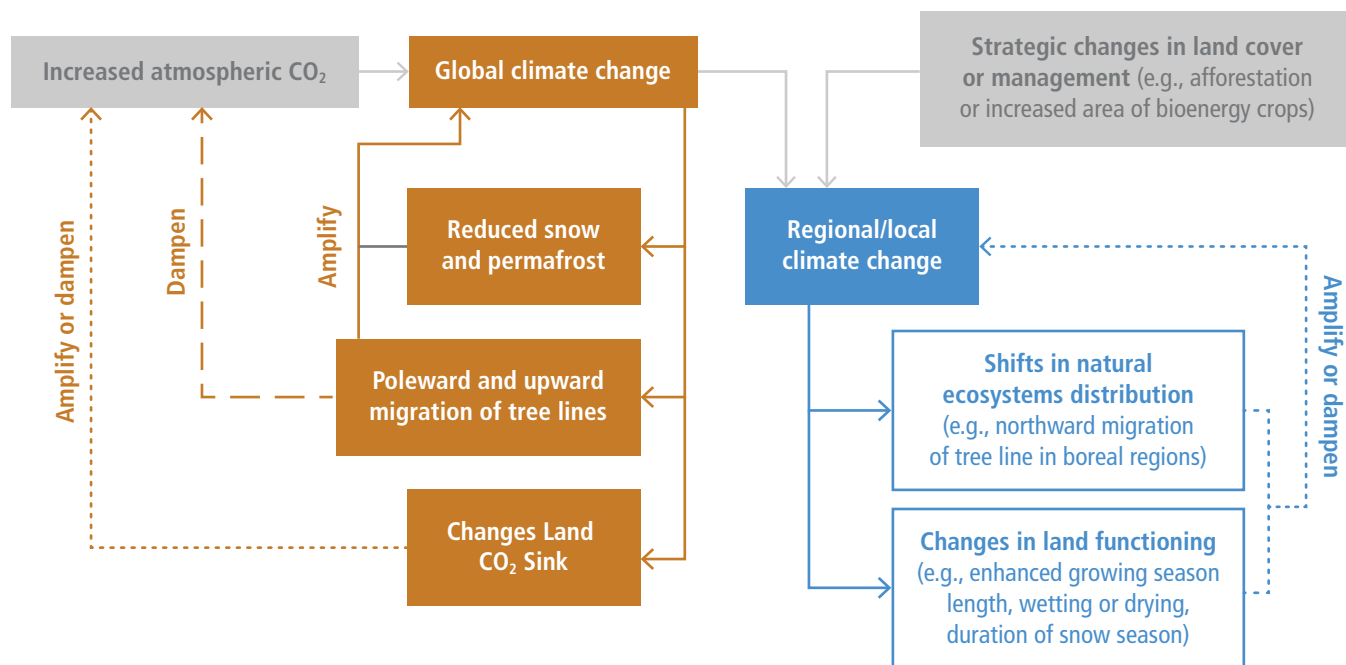 Increased atmospheric CO₂
Global climate change
Strategic changes in land cover
or management (e.g., afforestation
or increased area of bioenergy crops)
Amplify or dampen
Dampen
Amplify
Reduced snow
and permafrost
Poleward and upward
migration of tree lines
Changes Land
CO₂ Sink
Regional/local
climate change
Shifts in natural
ecosystems distribution
(e.g., northward migration
of tree line in boreal regions)
Changes in land functioning
(e.g., enhanced growing season
length, wetting or drying,
duration of snow season)
Amplify or dampen